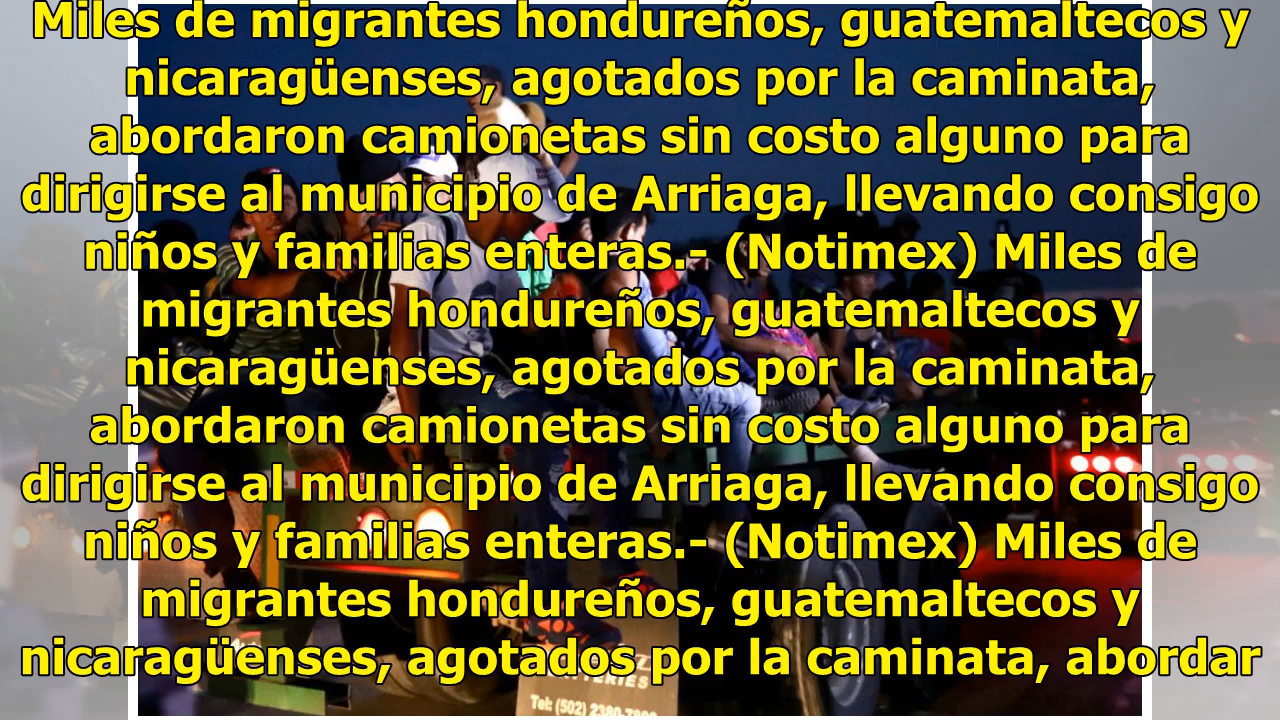 Miles de migrantes hondureños, guatemaltecos y
nicaragüenses, agotados por la caminata,
abordaron camionetas sin costo alguno para
dirigirse al municipio de Arriaga, llevando consigo
niños y familias enteras.- (Notimex) Miles de
migrantes hondureños, guatemaltecos y
nicaragüenses, agotados por la caminata,
abordaron camionetas sin costo alguno para
dirigirse al municipio de Arriaga, llevando consigo
niños y familias enteras.- (Notimex) Miles de
migrantes hondureños, guatemaltecos y
nicaragüenses, agotados por la caminata, abordar
Tel: (502)